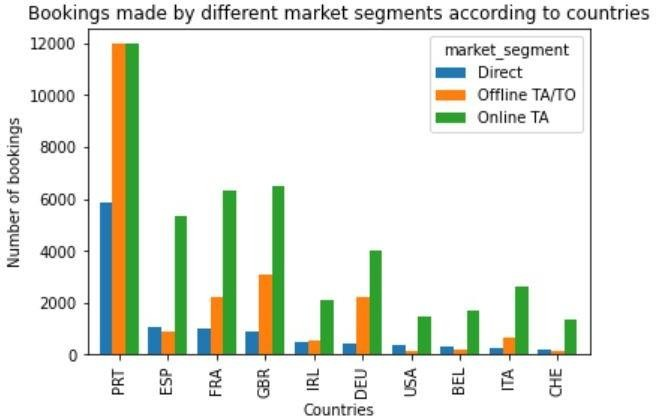 Bookings made by different market segments according to countries
market_segment
Direct
Offline TA/TO
Online TA
Number of bookings
12000
10000
8000
6000
4000
2000
0
PRT
ESP
FRA
GBR
IRL
DEU
USA
BEL
ITA
CHE
Countries